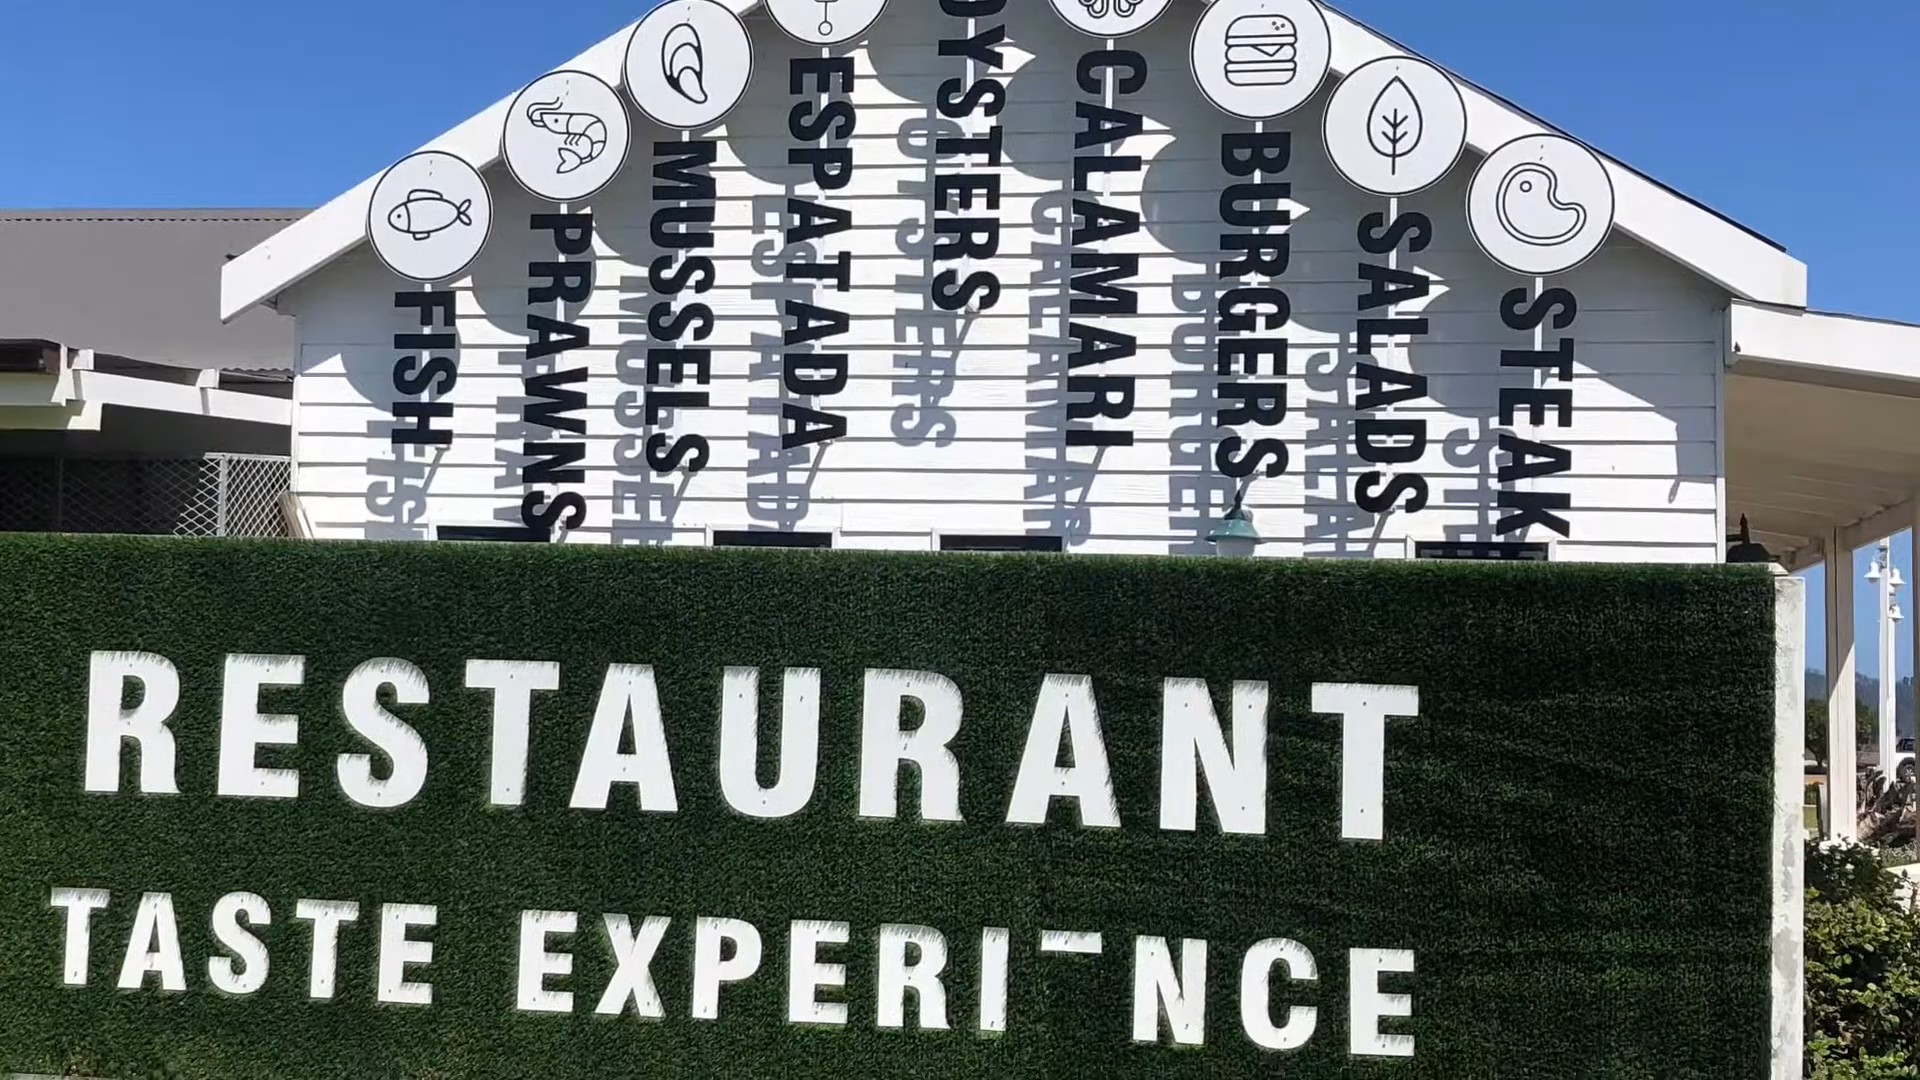 FISH
PRAWNS
MUSSELS
ESPATADA
OYSTERS
CALAMARI
BURGERS
SALADS
STEAK
RESTAURANT
TASTE EXPERI NCE